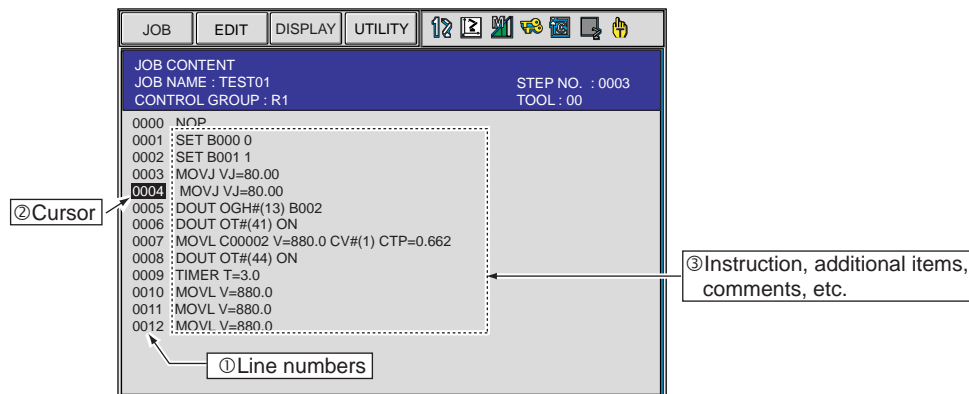 JOB EDIT DISPLAY UTILITY
JOB CONTENT
JOB NAME : TEST01 STEP NO. : 0003
CONTROL GROUP : R1 TOOL : 00
0000 NOP
0001 SET B000 0
0002 SET B001 1
0003 MOVJ VJ=80.00
0004 MOVJ VJ=80.00
0005 DOUT OGH#(13) B002
0006 DOUT OT#(41) ON
0007 MOVL C00002 V=880.0 CV#(1) CTP=0.662
0008 DOUT OT#(44) ON
0009 TIMER T=3.0
0010 MOVL V=880.0
0011 MOVL V=880.0
0012 MOVL V=880.0
②Cursor
③Instruction, additional items,
comments, etc.
①Line numbers